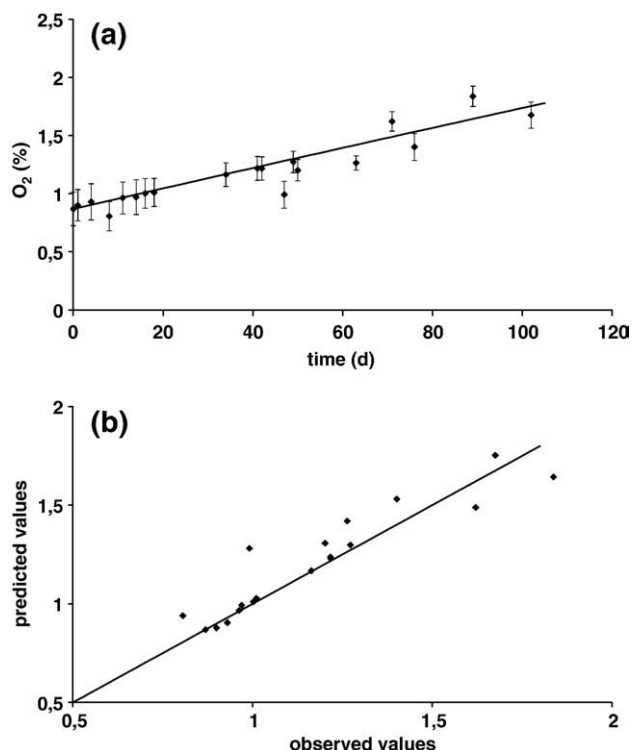 (a)
2,5
2
1,5
1
0,5
0
O₂ (%)
0 20 40 60 80 100 120
time (d)
(b)
2
1,5
1
0,5
predicted values
0,5 1 1,5 2
observed values